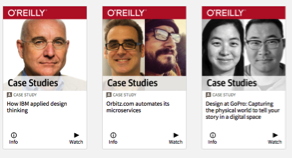 O'REILLY
Case Studies
CASE STUDY
How IBM applied design
thinking
Info
Watch
O'REILLY
Case Studies
CASE STUDY
Orbitz.com automates its
microservices
Info
Watch
O'REILLY
Case Studies
CASE STUDY
Design at GoPro: Capturing
the physical world to tell your
story in a digital space
Info
Watch